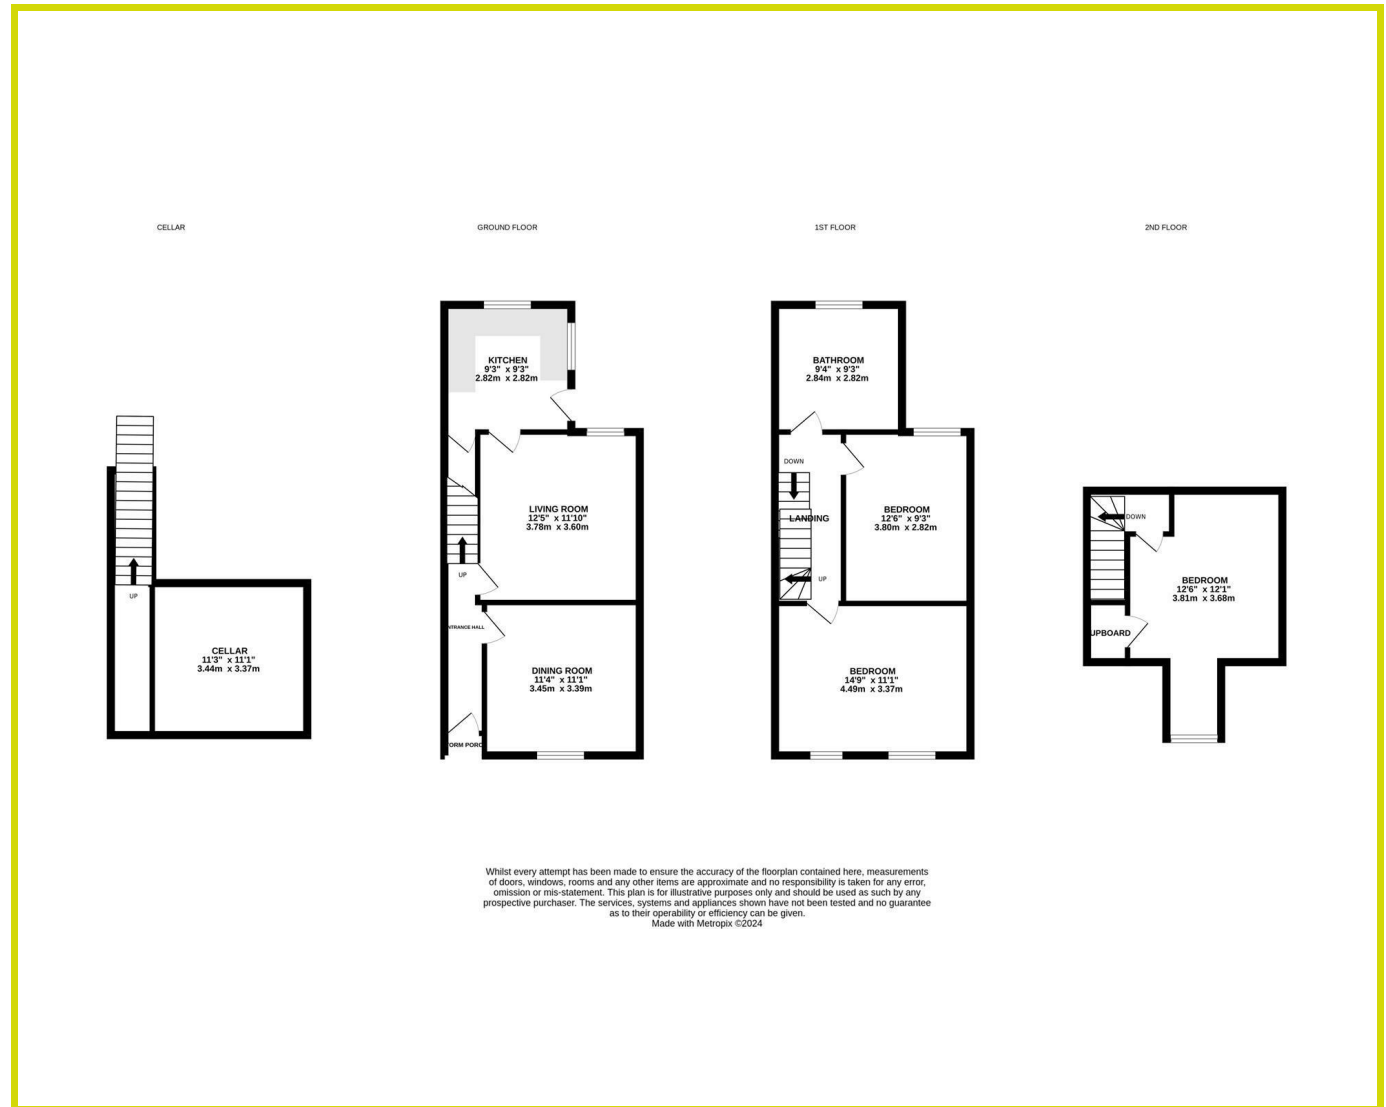 CELLAR
GROUND FLOOR
1ST FLOOR
2ND FLOOR
UP
CELLAR
11'3" x 11'1"
3.44m x 3.37m
KITCHEN
9'3" x 9'3"
2.82m x 2.82m
LIVING ROOM
12'5" x 11'10"
3.78m x 3.60m
UP
NTRANCE HALL
DINING ROOM
11'4" x 11'1"
3.45m x 3.39m
TORM PORC
BATHROOM
9'4" x 9'3"
2.84m x 2.82m
DOWN
LANDING
BEDROOM
12'6" x 9'3"
3.80m x 2.82m
UP
BEDROOM
14'9" x 11'1"
4.49m x 3.37m
DOWN
BEDROOM
12'6" x 12'1"
3.81m x 3.68m
UPBOARD
Whilst every attempt has been made to ensure the accuracy of the floorplan contained here, measurements
of doors, windows, rooms and any other items are approximate and no responsibility is taken for any error,
omission or mis-statement. This plan is for illustrative purposes only and should be used as such by any
prospective purchaser. The services, systems and appliances shown have not been tested and no guarantee
as to their operability or efficiency can be given.
Made with Metropix ©2024